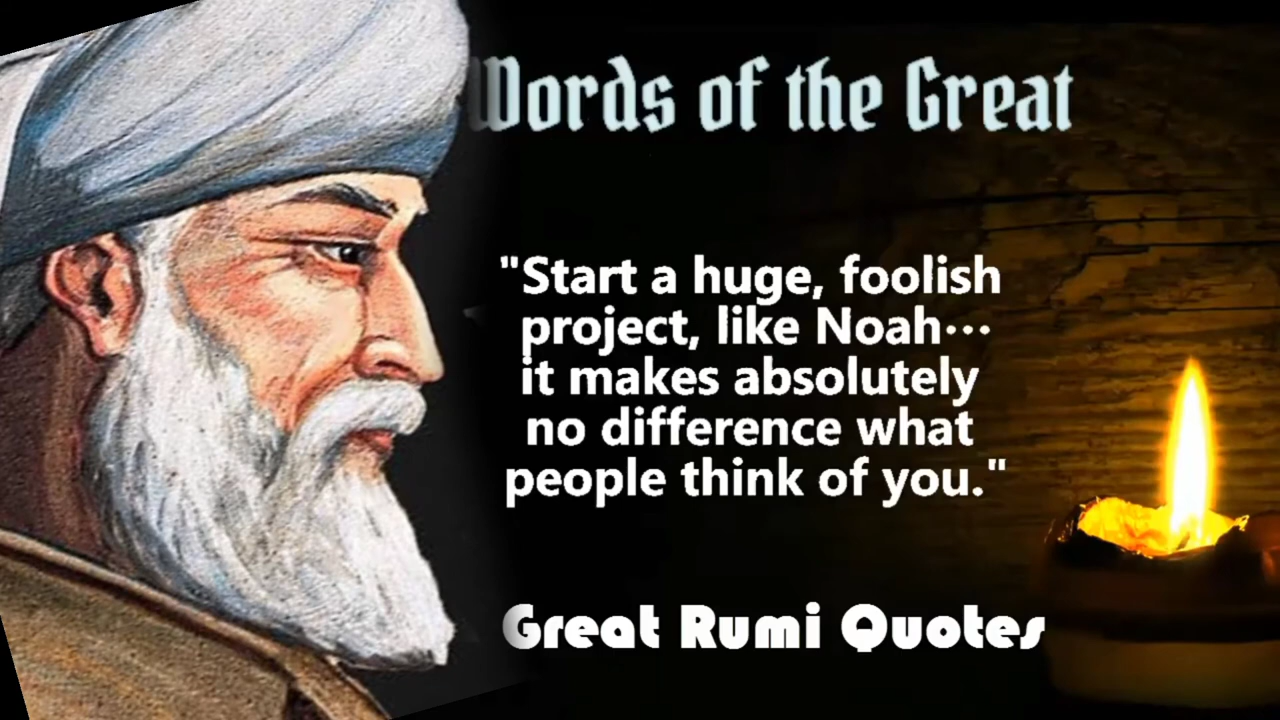 Words of the Great
"Start a huge, foolish
project, like Noah···
it makes absolutely
no difference what
people think of you."
Great Rumi Quotes